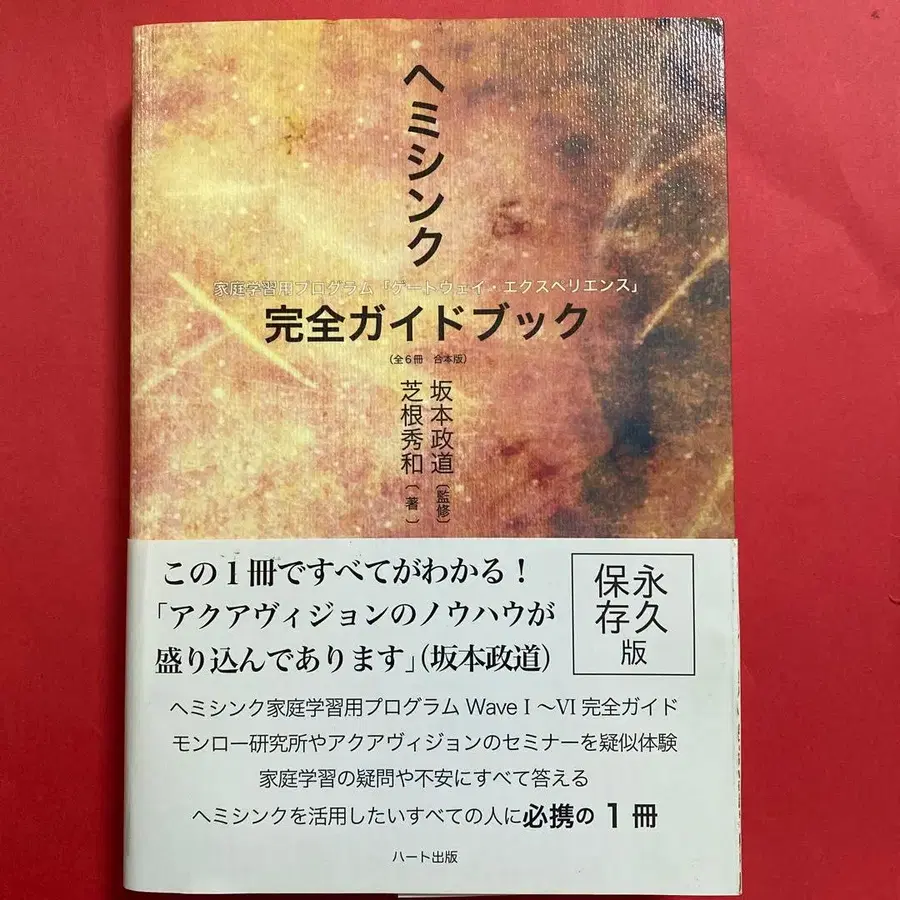 ヘミシンク
家庭学習用プログラム「ゲートウェイ・エクスペリエンス」
完全ガイドブック
(全6冊 合本版)
坂本政道〔監修〕
芝根秀和〔著〕
この1冊ですべてがわかる!
「アクアヴィジョンのノウハウが
盛り込んであります」(坂本政道)
永久
保存
版
ヘミシンク家庭学習用プログラム Wave I ~VI 完全ガイド
モンロー研究所やアクアヴィジョンのセミナーを疑似体験
家庭学習の疑問や不安にすべて答える
ヘミシンクを活用したいすべての人に必携の1冊
ハート出版